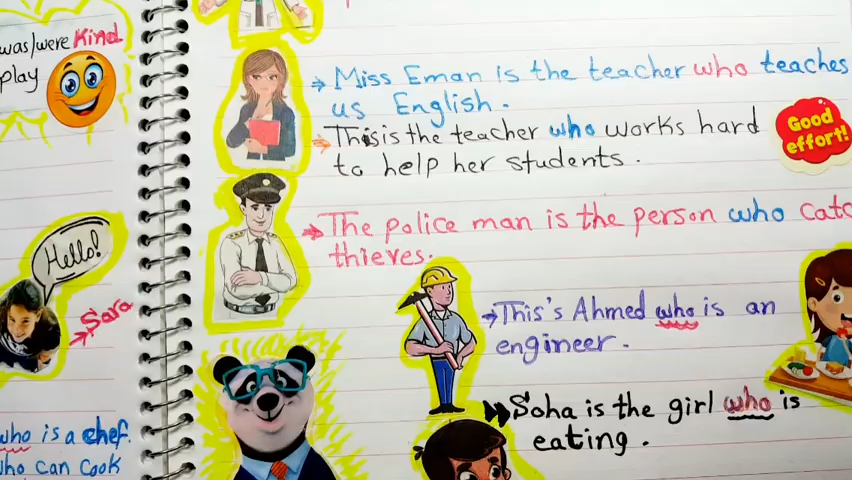 was/were Kind
play
Hello!
Sara
who is a chef.
who can cook
Miss Eman is the teacher who teaches
us English.
This is the teacher who works hard
to help her students.
Good
effort!
The police man is the person who catc
thieves.
This's Ahmed who is an
engineer.
Soha is the girl who is
eating.